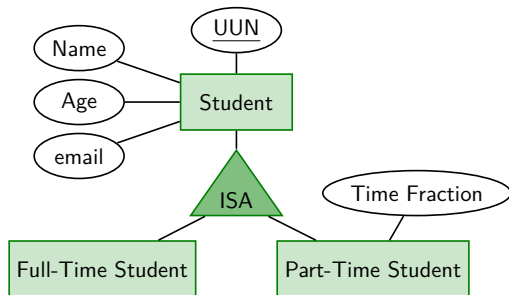 UUN
Name
Age
email
Student
ISA
Time Fraction
Full-Time Student
Part-Time Student